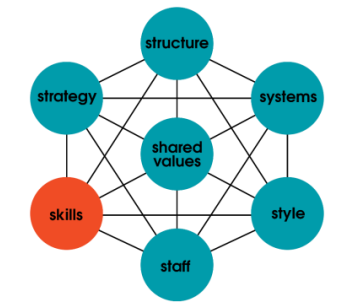 structure
strategy
systems
shared
values
skills
style
staff